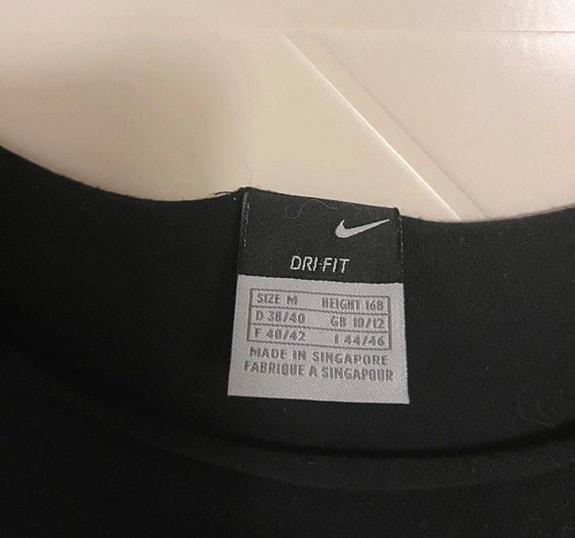 DRI-FIT
SIZE M HEIGHT 168
D 38/40 GB 10/12
F 40/42 I 44/46
MADE IN SINGAPORE
FABRIQUE A SINGAPOUR